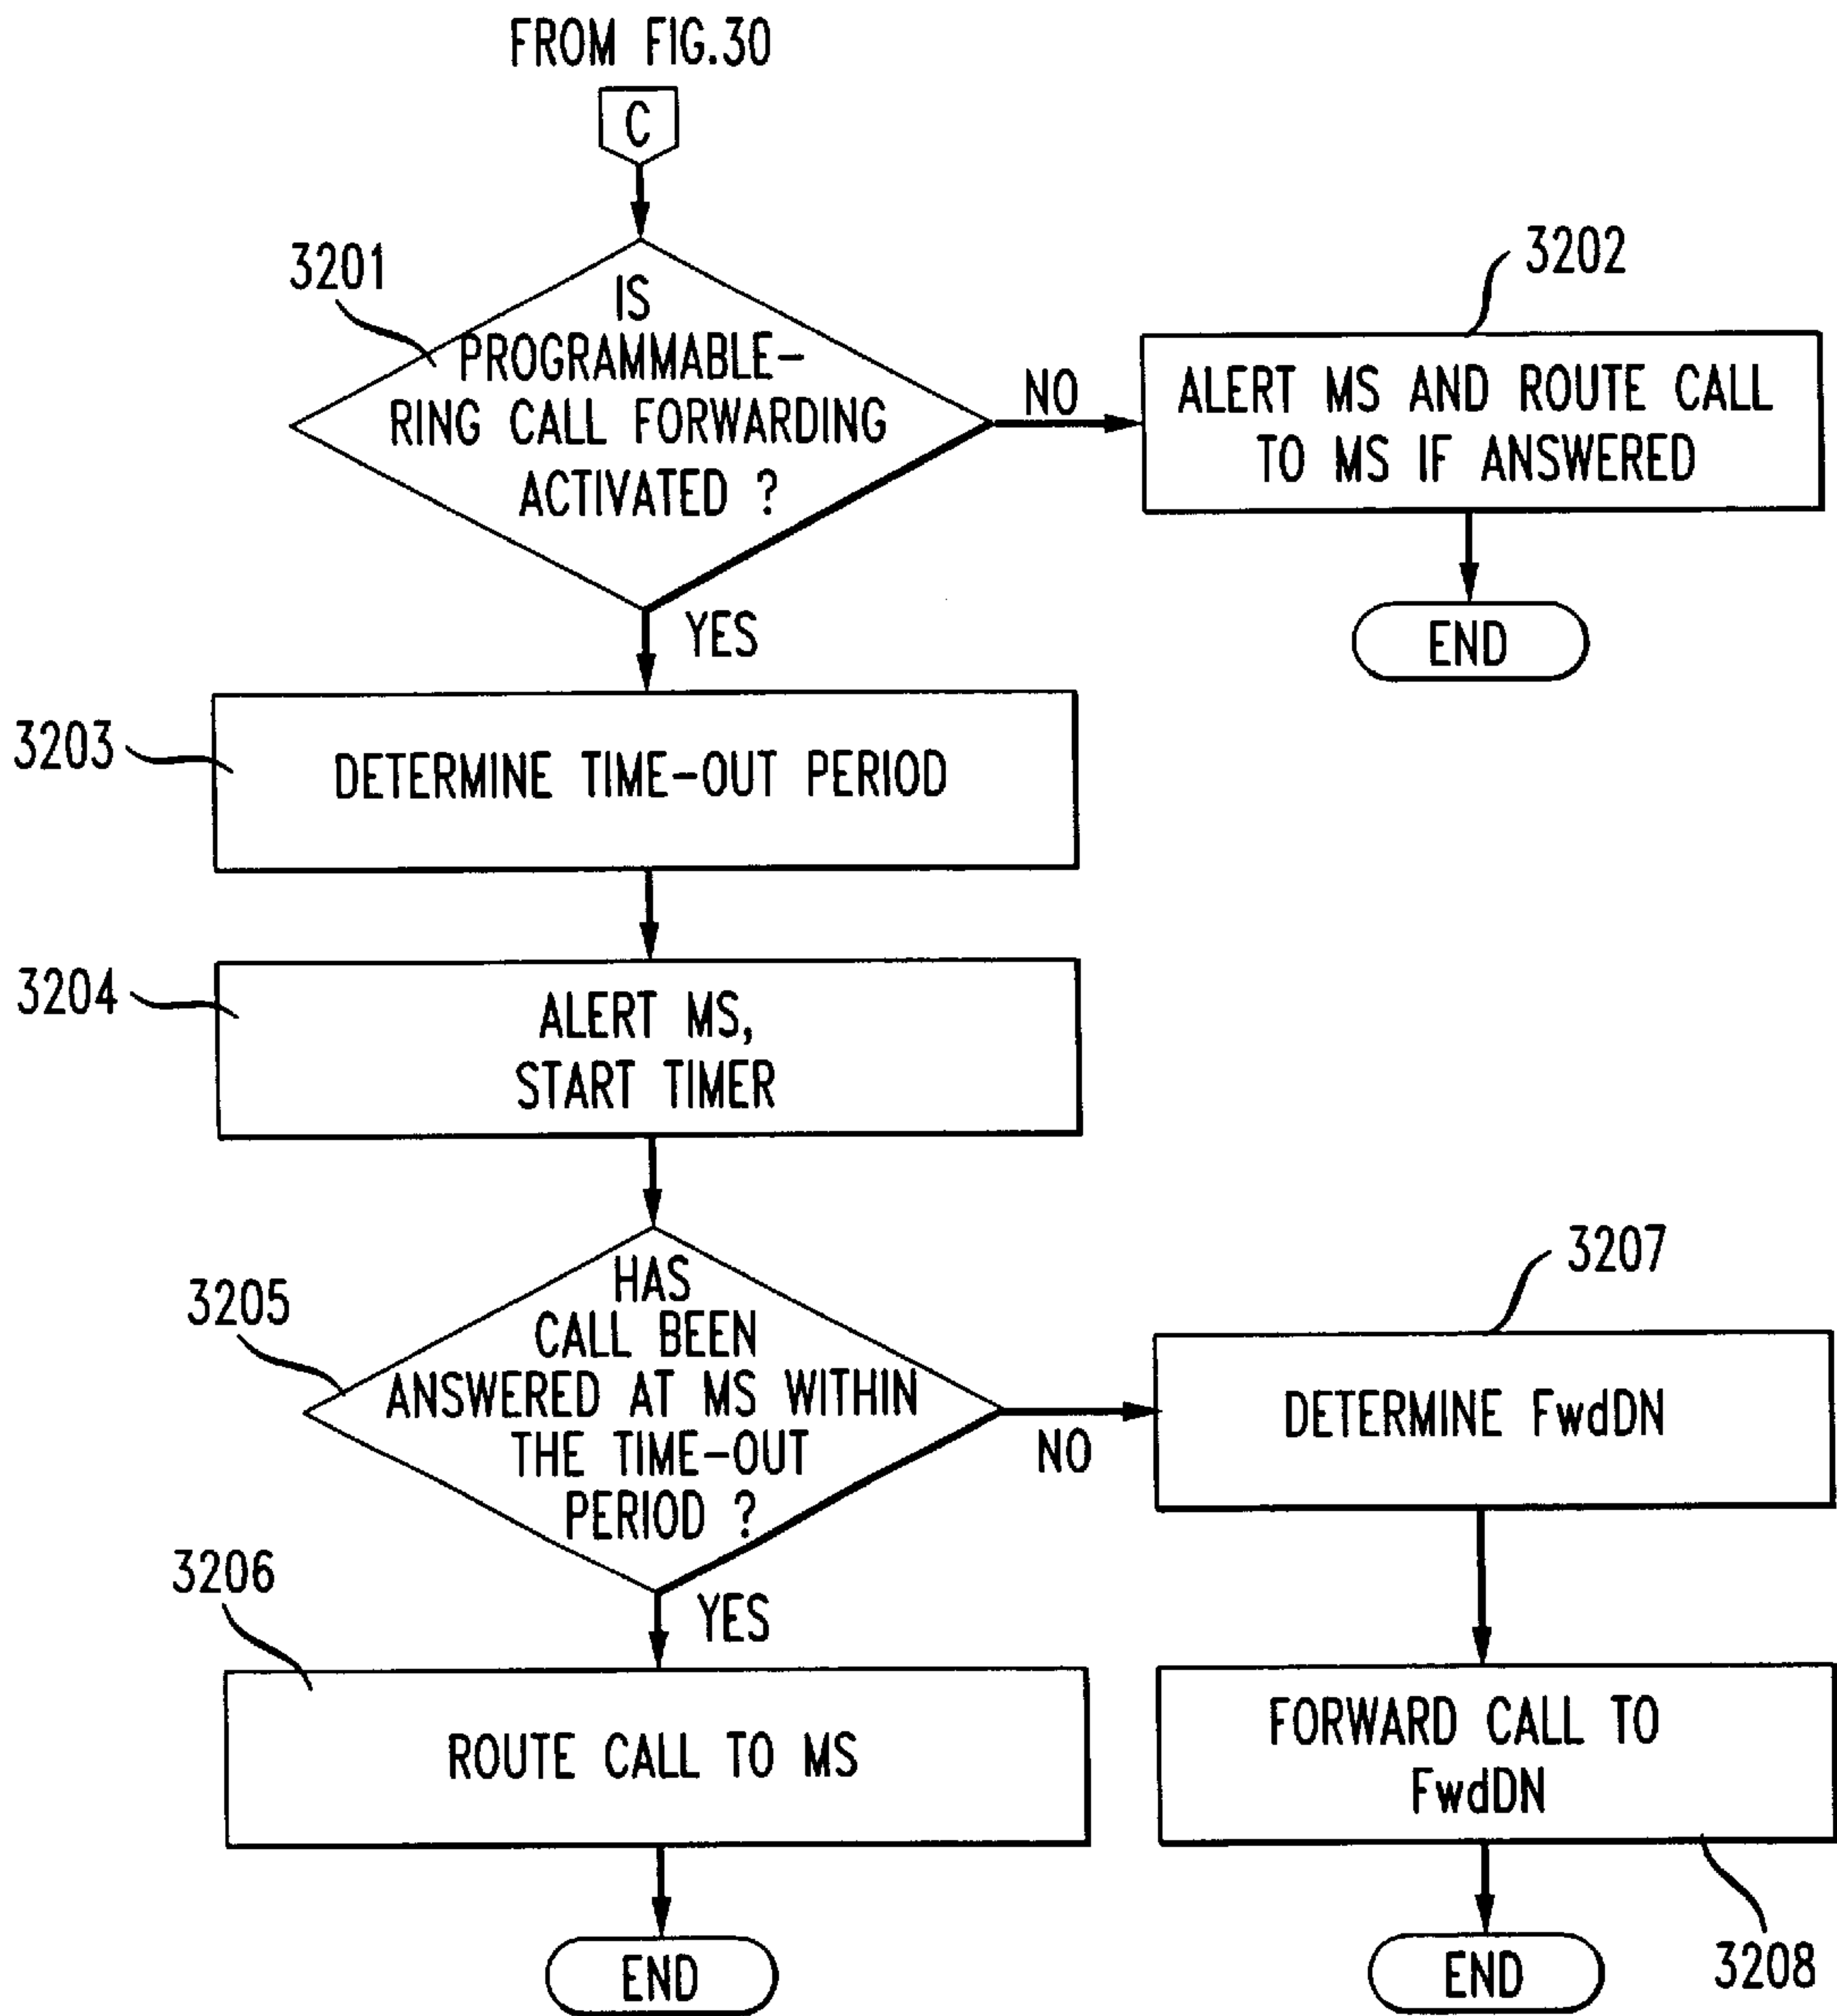 FROM FIG.30
C
3201
IS
PROGRAMMABLE-
RING CALL FORWARDING
ACTIVATED ?
NO
3202
ALERT MS AND ROUTE CALL
TO MS IF ANSWERED
END
YES
3203
DETERMINE TIME-OUT PERIOD
3204
ALERT MS,
START TIMER
3205
HAS
CALL BEEN
ANSWERED AT MS WITHIN
THE TIME-OUT
PERIOD ?
NO
3207
DETERMINE FwdDN
YES
3206
ROUTE CALL TO MS
END
FORWARD CALL TO
FwdDN
3208
END